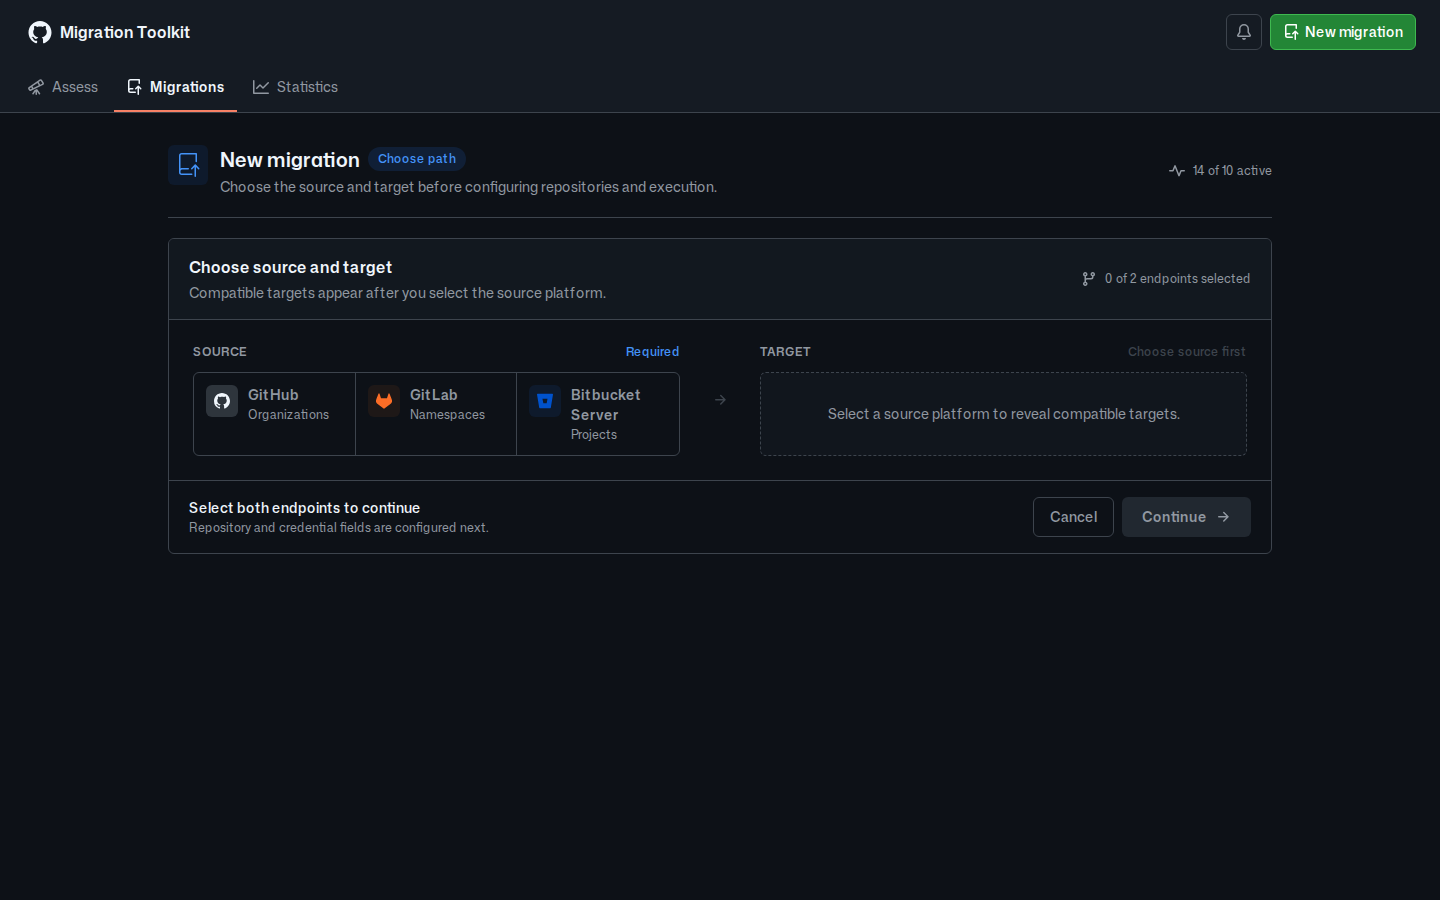 Migration Toolkit
New migration
Assess
Migrations
Statistics
New migration
Choose path
Choose the source and target before configuring repositories and execution.
14 of 10 active
Choose source and target
Compatible targets appear after you select the source platform.
0 of 2 endpoints selected
SOURCE
Required
GitHub
Organizations
GitLab
Namespaces
Bitbucket
Server
Projects
TARGET
Choose source first
Select a source platform to reveal compatible targets.
Select both endpoints to continue
Repository and credential fields are configured next.
Cancel
Continue